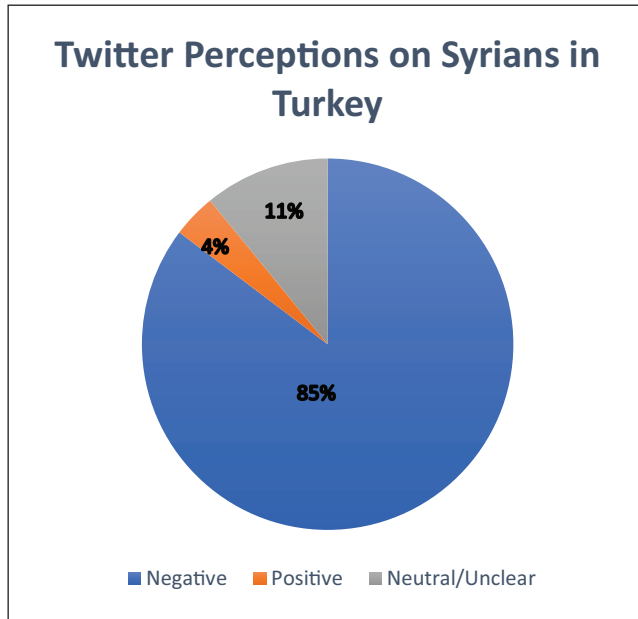 Twitter Perceptions on Syrians in
Turkey
11%
4%
85%
Negative Positive Neutral/Unclear